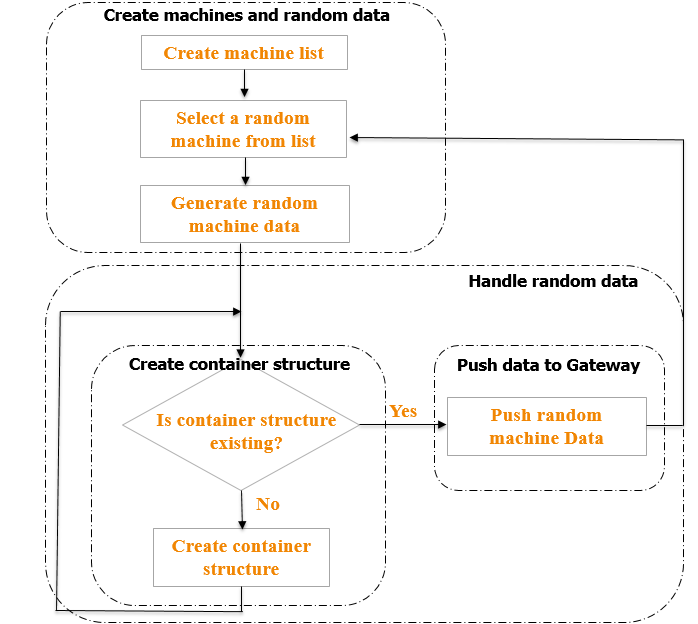 Create machines and random data
Create machine list
Select a random
machine from list
Generate random
machine data
Handle random data
Create container structure
Push data to Gateway
Is container structure
existing?
Yes
Push random
machine Data
No
Create container
structure